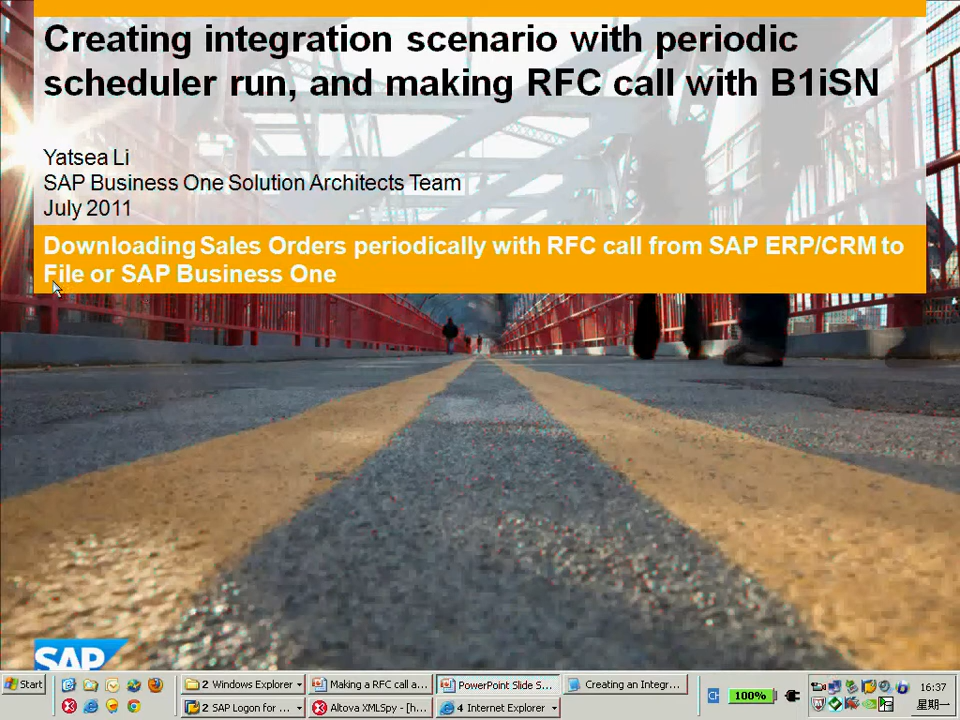 Creating integration scenario with periodic
scheduler run, and making RFC call with B1iSN
Yatsea Li
SAP Business One Solution Architects Team
July 2011
Downloading Sales Orders periodically with RFC call from SAP ERP/CRM to
File or SAP Business One
SAP
Start
2 Windows Explorer
Making a RFC call a...
PowerPoint Slide S...
Creating an Integr...
100%
16:37
2 SAP Logon for ...
Altova XMLSpy - [h...
4 Internet Explorer
星期一